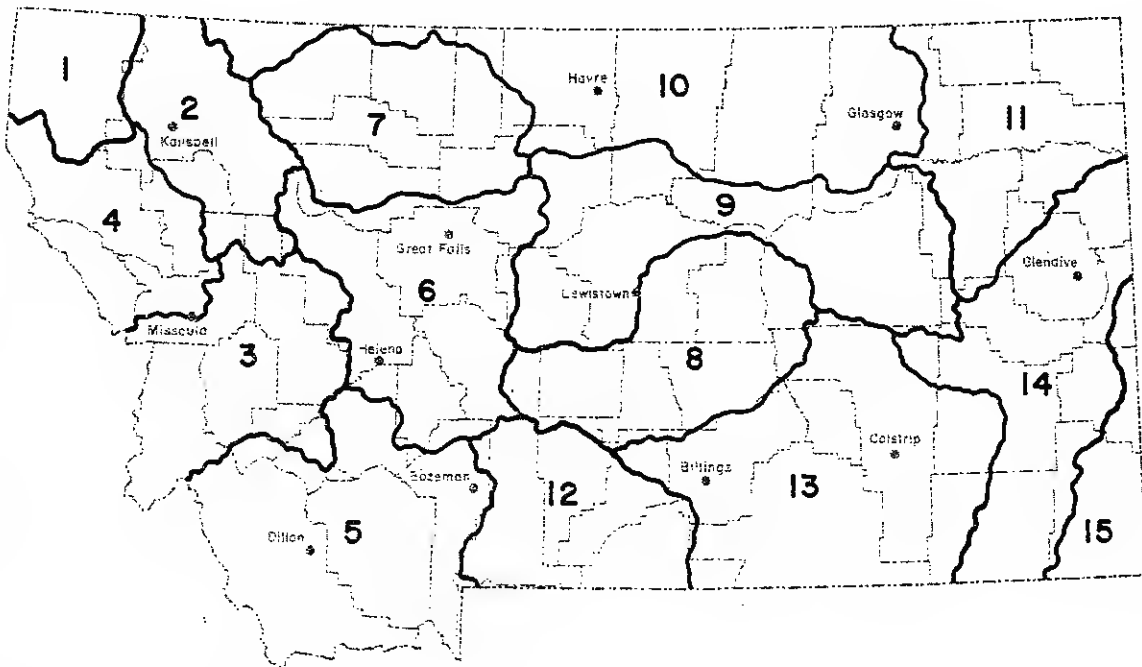 1
2
Kalispell
7
Havre
10
Glasgow
11
4
9
Great Falls
6
Lewistown
Glendive
Missoula
3
Helena
8
14
Colstrip
Bozeman
12
Billings
13
5
Dillon
15